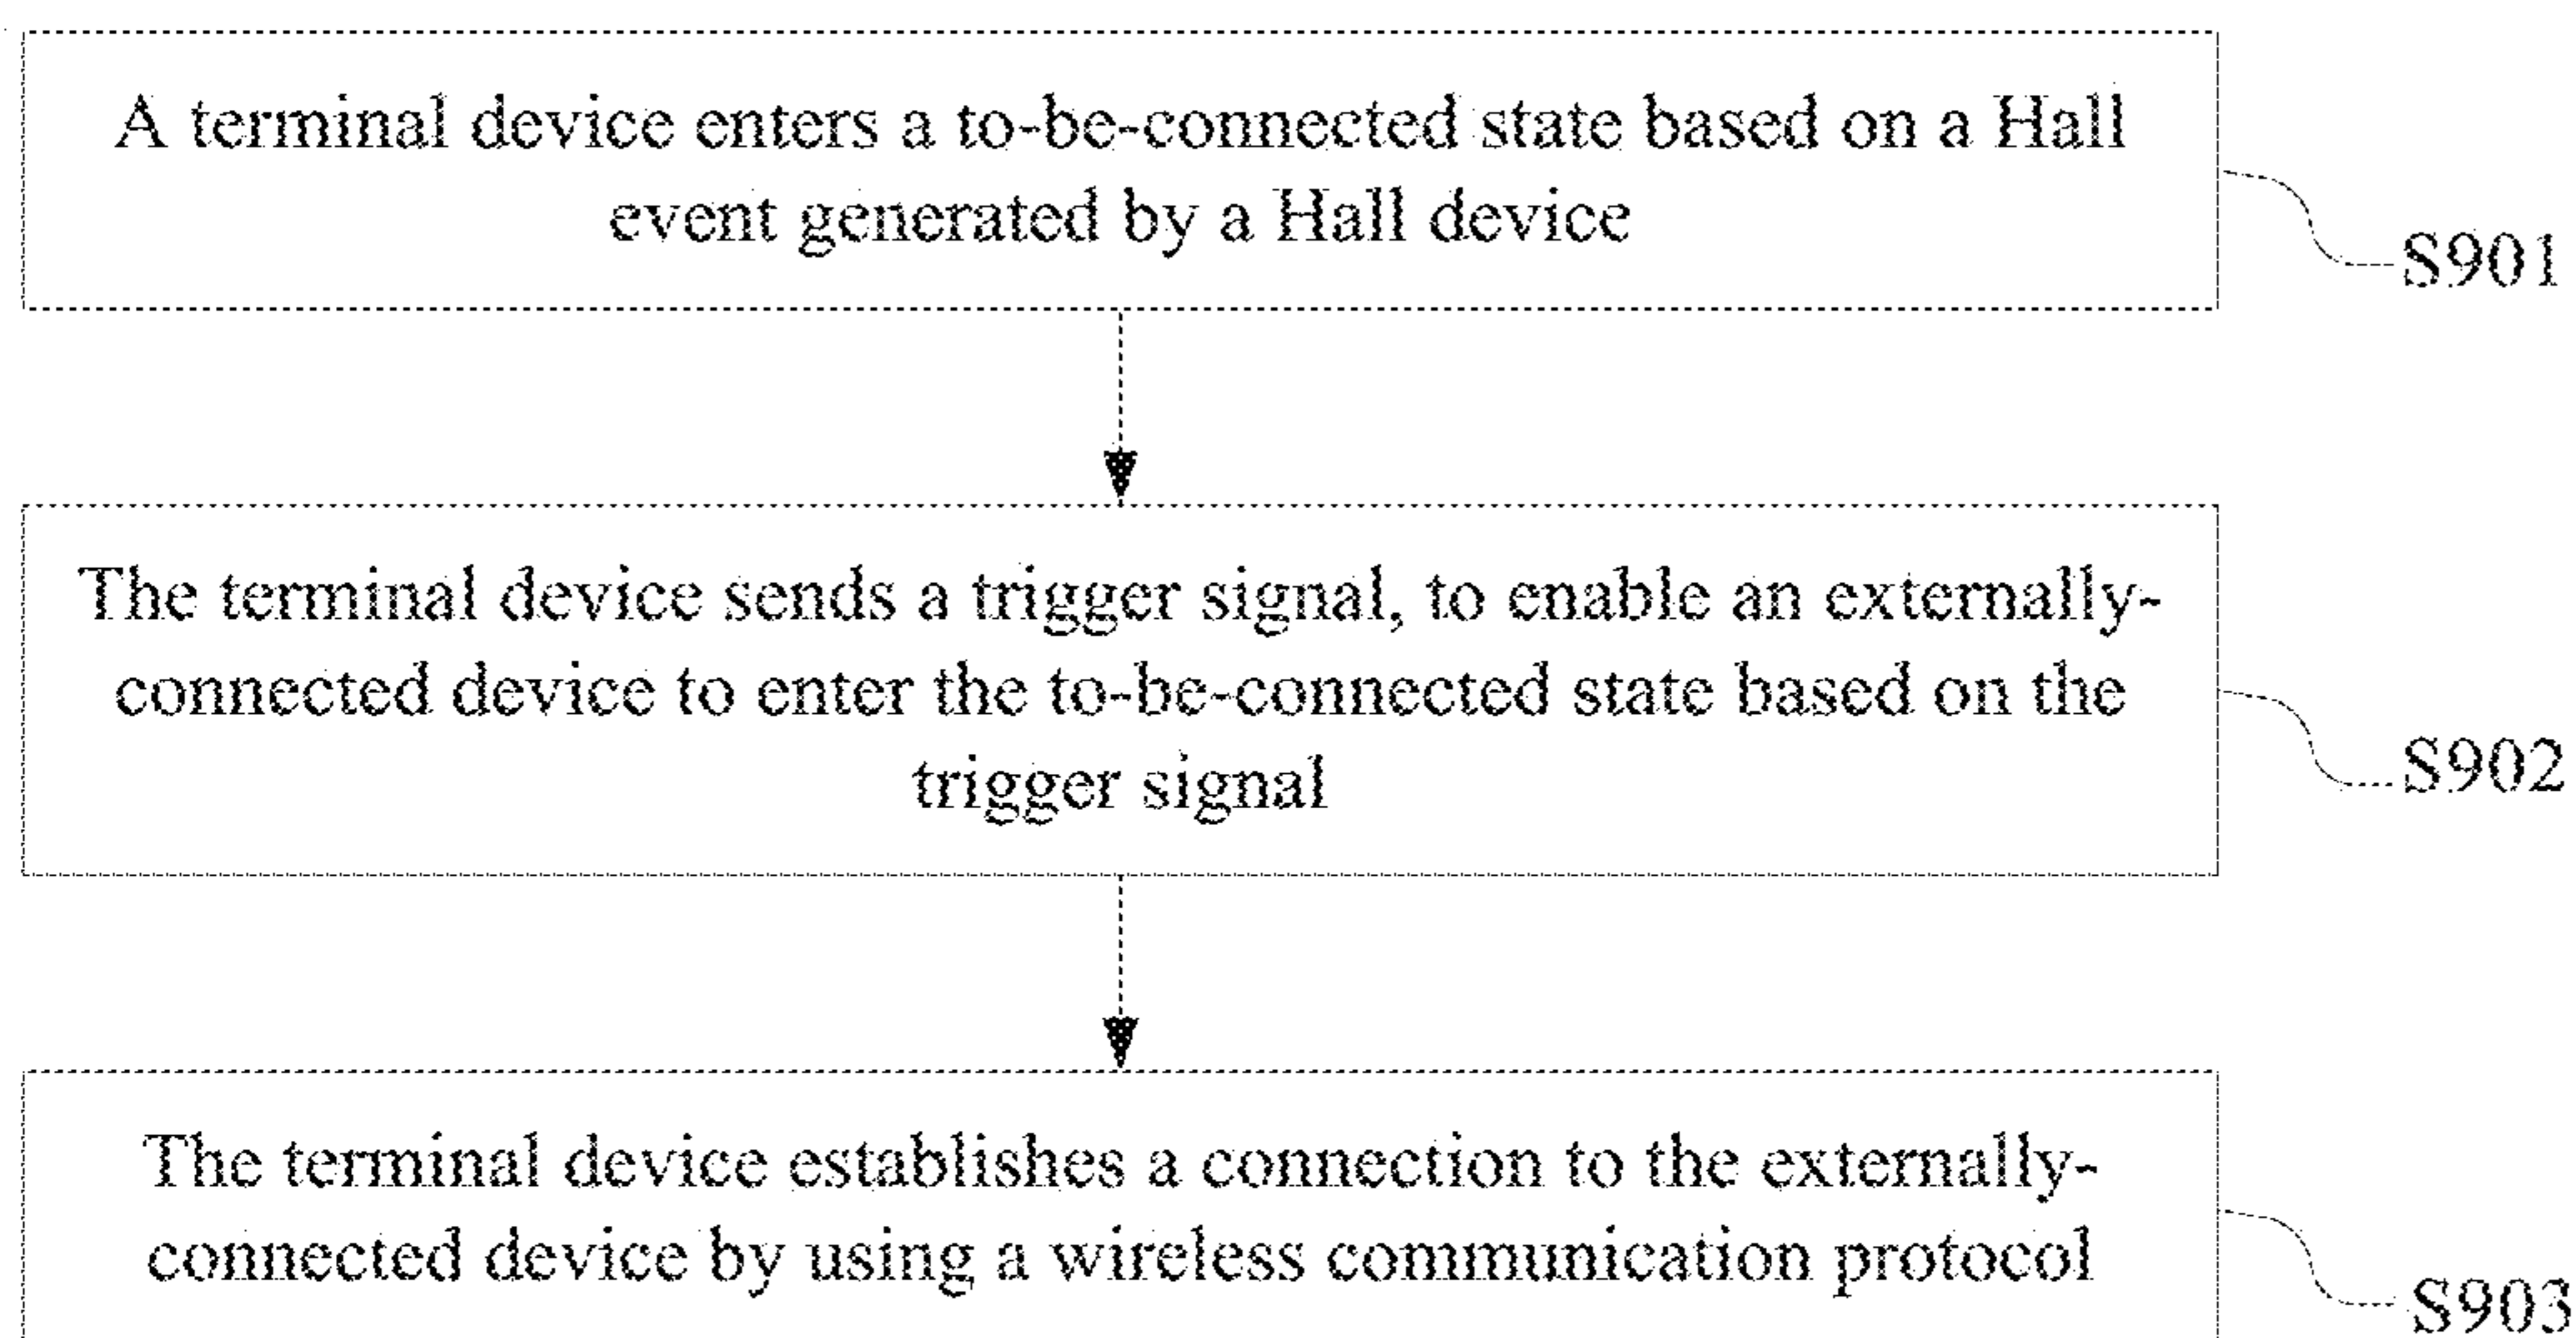 A terminal device enters a to-be-connected state based on a Hall
event generated by a Hall device
S901
The terminal device sends a trigger signal, to enable an externally-
connected device to enter the to-be-connected state based on the
trigger signal
S902
The terminal device establishes a connection to the externally-
connected device by using a wireless communication protocol
S903